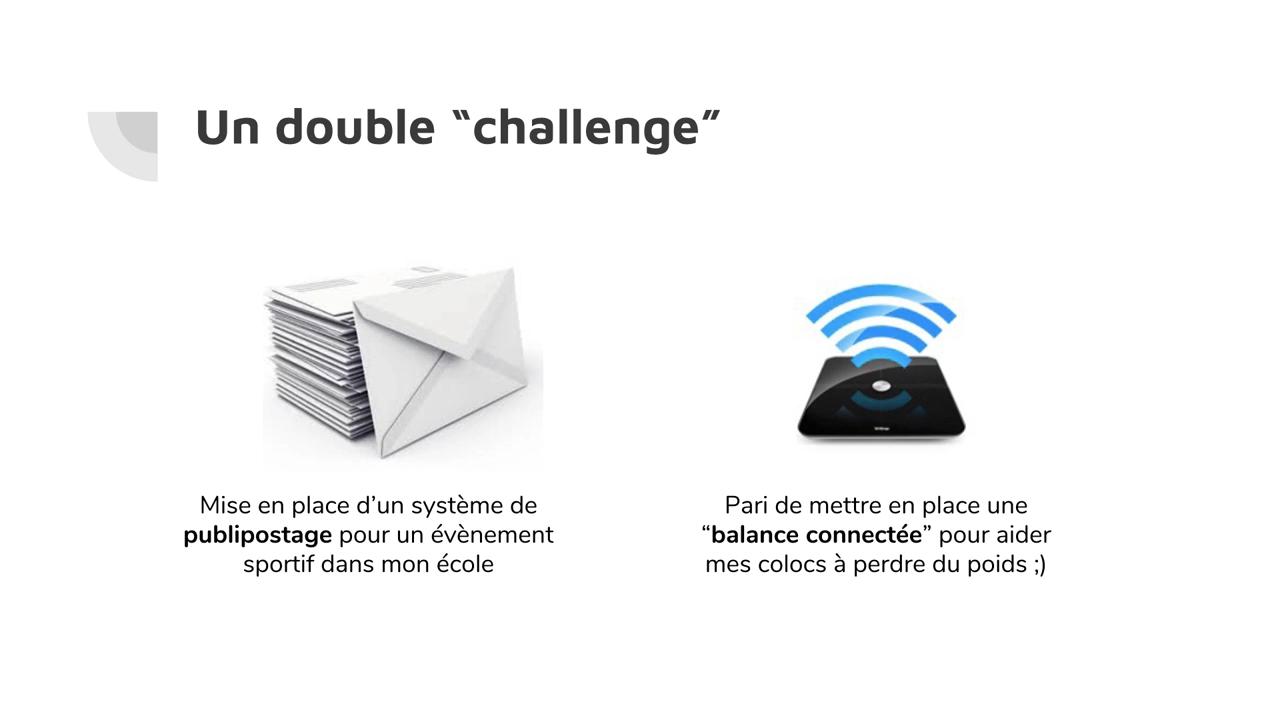 Un double “challenge”
Mise en place d’un système de
publipostage pour un évènement
sportif dans mon école
Pari de mettre en place une
“balance connectée” pour aider
mes colocs à perdre du poids ;)